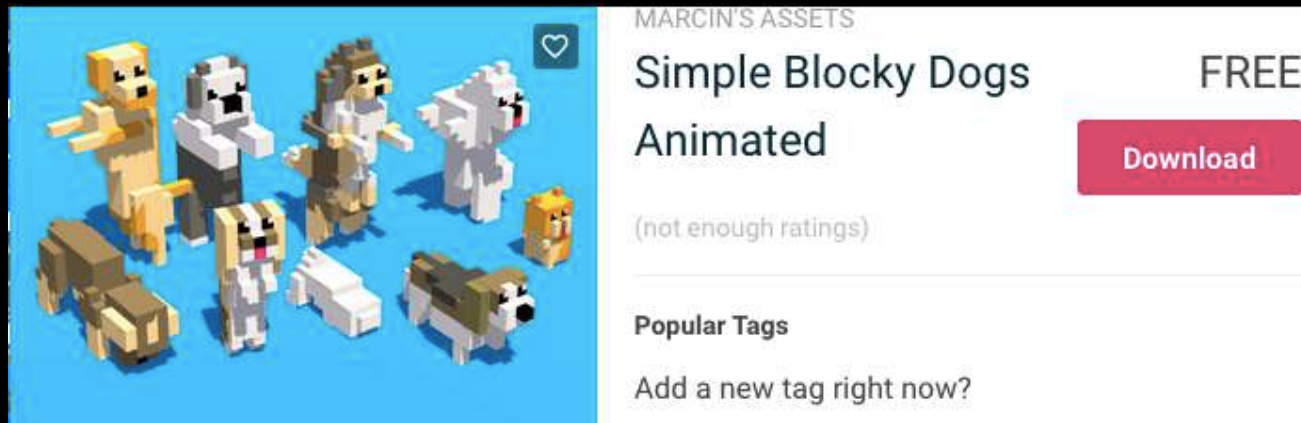 MARCIN'S ASSETS
Simple Blocky Dogs
Animated
FREE
Download
(not enough ratings)
Popular Tags
Add a new tag right now?